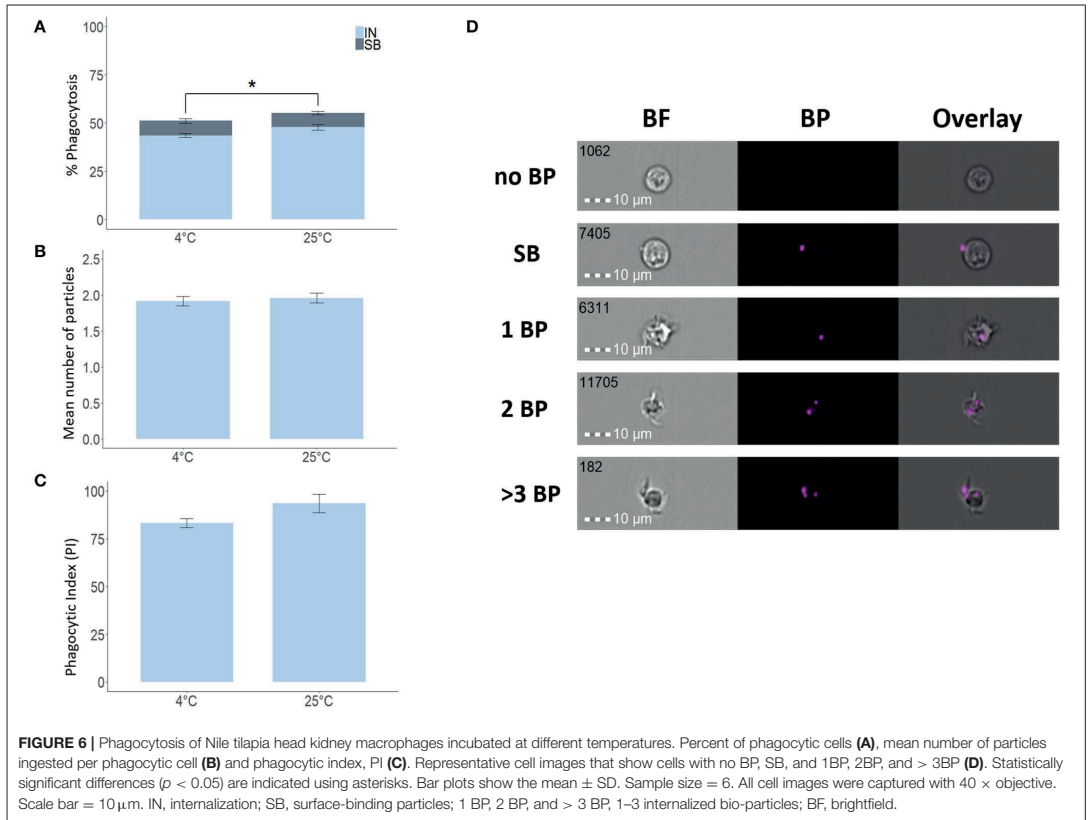 A
100
75
50
25
0
% Phagocytosis
IN
SB
*
4°C
25°C
B
2.5
2.0
1.5
1.0
0.5
0.0
Mean number of particles
4°C
25°C
C
100
75
50
25
0
Phagocytic Index (PI)
4°C
25°C
D
BF BP Overlay
no BP
1062
10 µm
SB
7405
10 µm
1 BP
6311
10 µm
2 BP
11705
10 µm
>3 BP
182
10 µm
FIGURE 6 | Phagocytosis of Nile tilapia head kidney macrophages incubated at different temperatures. Percent of phagocytic cells (A), mean number of particles
ingested per phagocytic cell (B) and phagocytic index, PI (C). Representative cell images that show cells with no BP, SB, and 1BP, 2BP, and > 3BP (D). Statistically
significant differences (p < 0.05) are indicated using asterisks. Bar plots show the mean ± SD. Sample size = 6. All cell images were captured with 40 × objective.
Scale bar = 10 µm. IN, internalization; SB, surface-binding particles; 1 BP, 2 BP, and > 3 BP, 1–3 internalized bio-particles; BF, brightfield.